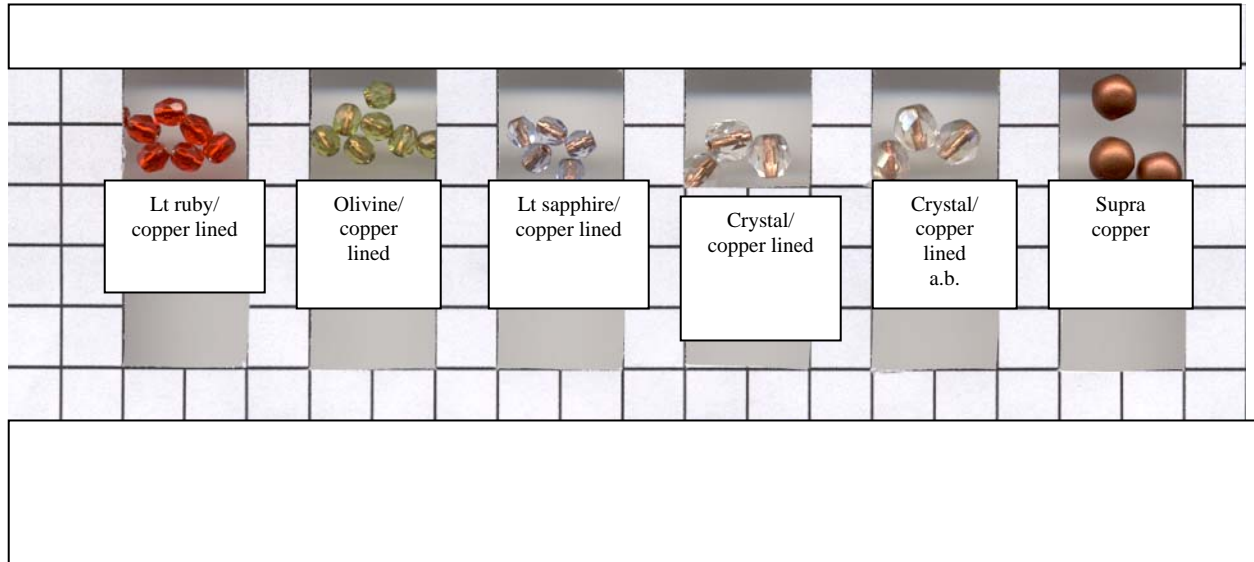 Lt ruby/
copper lined
Olivine/
copper
lined
Lt sapphire/
copper lined
Crystal/
copper lined
Crystal/
copper
lined
a.b.
Supra
copper